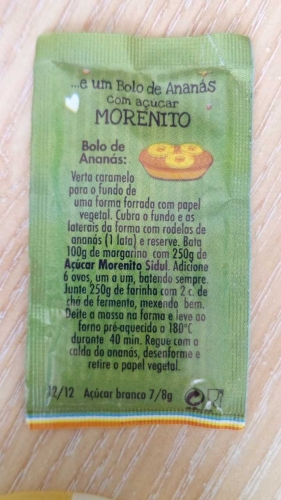 ...e um Bolo de Ananás
com açúcar
MORENITO
Bolo de
Ananás:
Verta caramelo
para o fundo de
uma forma forrada com papel
vegetal. Cubra o fundo e as
laterais da forma com rodelas de
ananás (1 lata) e reserve. Bata
100g de margarina com 250g de
Açúcar Morenito Sidul. Adicione
6 ovos, um a um, batendo sempre.
Junte 250g de farinha com 2 c. de
chá de fermento, mexendo bem.
Deite a massa na forma e leve ao
forno pré-aquecido a 180°C
durante 40 min. Regue com a
calda do ananás, desenforme e
retire o papel vegetal.
12/12 Açúcar branco 7/8g